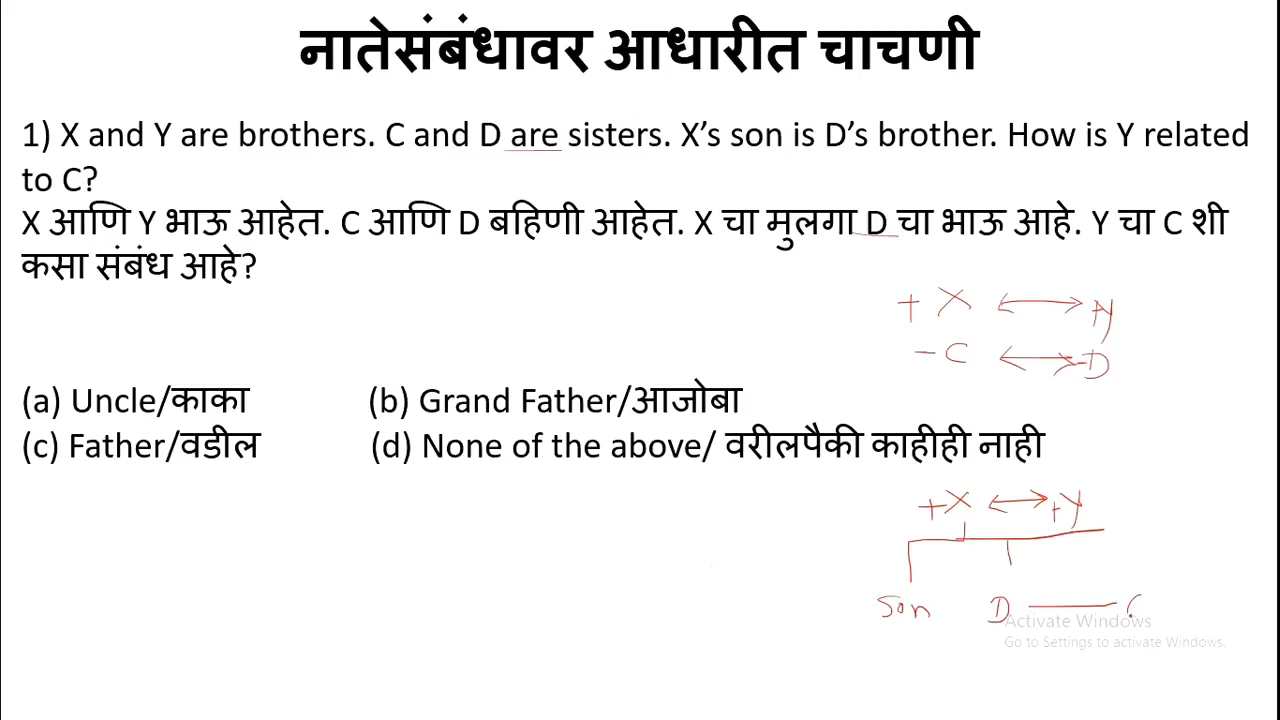 नातेसंबंधावर आधारीत चाचणी
1) X and Y are brothers. C and D are sisters. X’s son is D’s brother. How is Y related
to C?
X आणि Y भाऊ आहेत. C आणि D बहिणी आहेत. X चा मुलगा D चा भाऊ आहे. Y चा C शी
कसा संबंध आहे?
+ X ↔ +Y
- C ↔ -D
(a) Uncle/काका (b) Grand Father/आजोबा
(c) Father/वडील (d) None of the above/ वरीलपैकी काहीही नाही
+X ↔ +Y
Son D C
Activate Windows
Go to Settings to activate Windows.